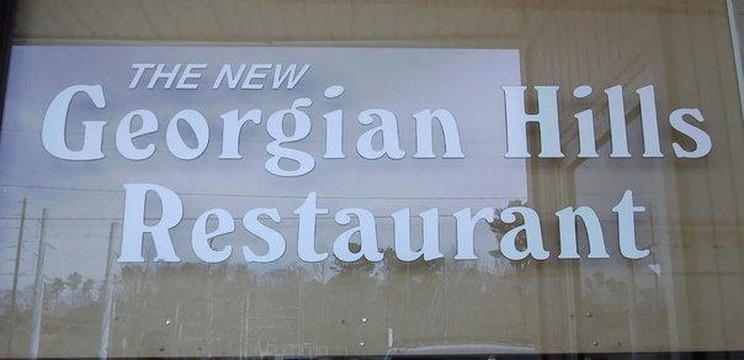 THE NEW
Georgian Hills
Restaurant